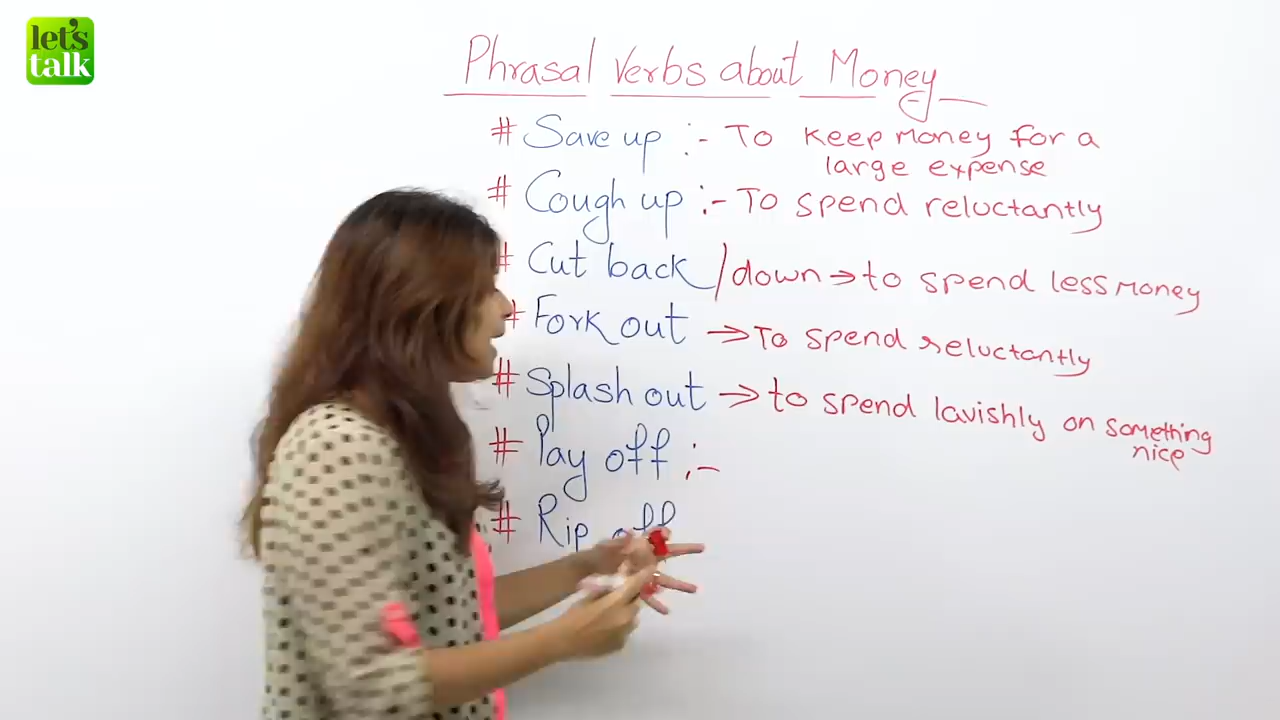 let's
talk
Phrasal Verbs about Money
# Save up :- To keep money for a
large expense
# Cough up :- To spend reluctantly
# Cut back / down → to spend less money
# Fork out → To spend reluctantly
# Splash out → to spend lavishly on something
nice
# Pay off :-
# Rip off